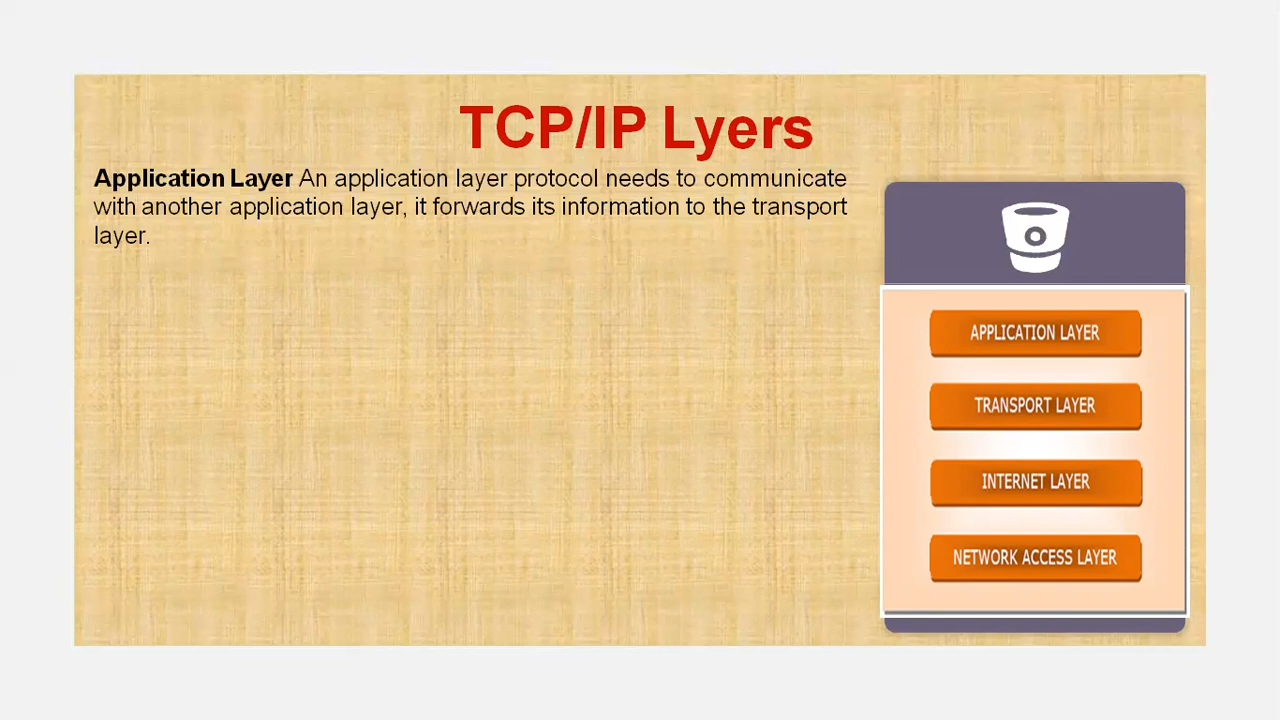 TCP/IP Lyers
Application Layer An application layer protocol needs to communicate
with another application layer, it forwards its information to the transport
layer.
APPLICATION LAYER
TRANSPORT LAYER
INTERNET LAYER
NETWORK ACCESS LAYER